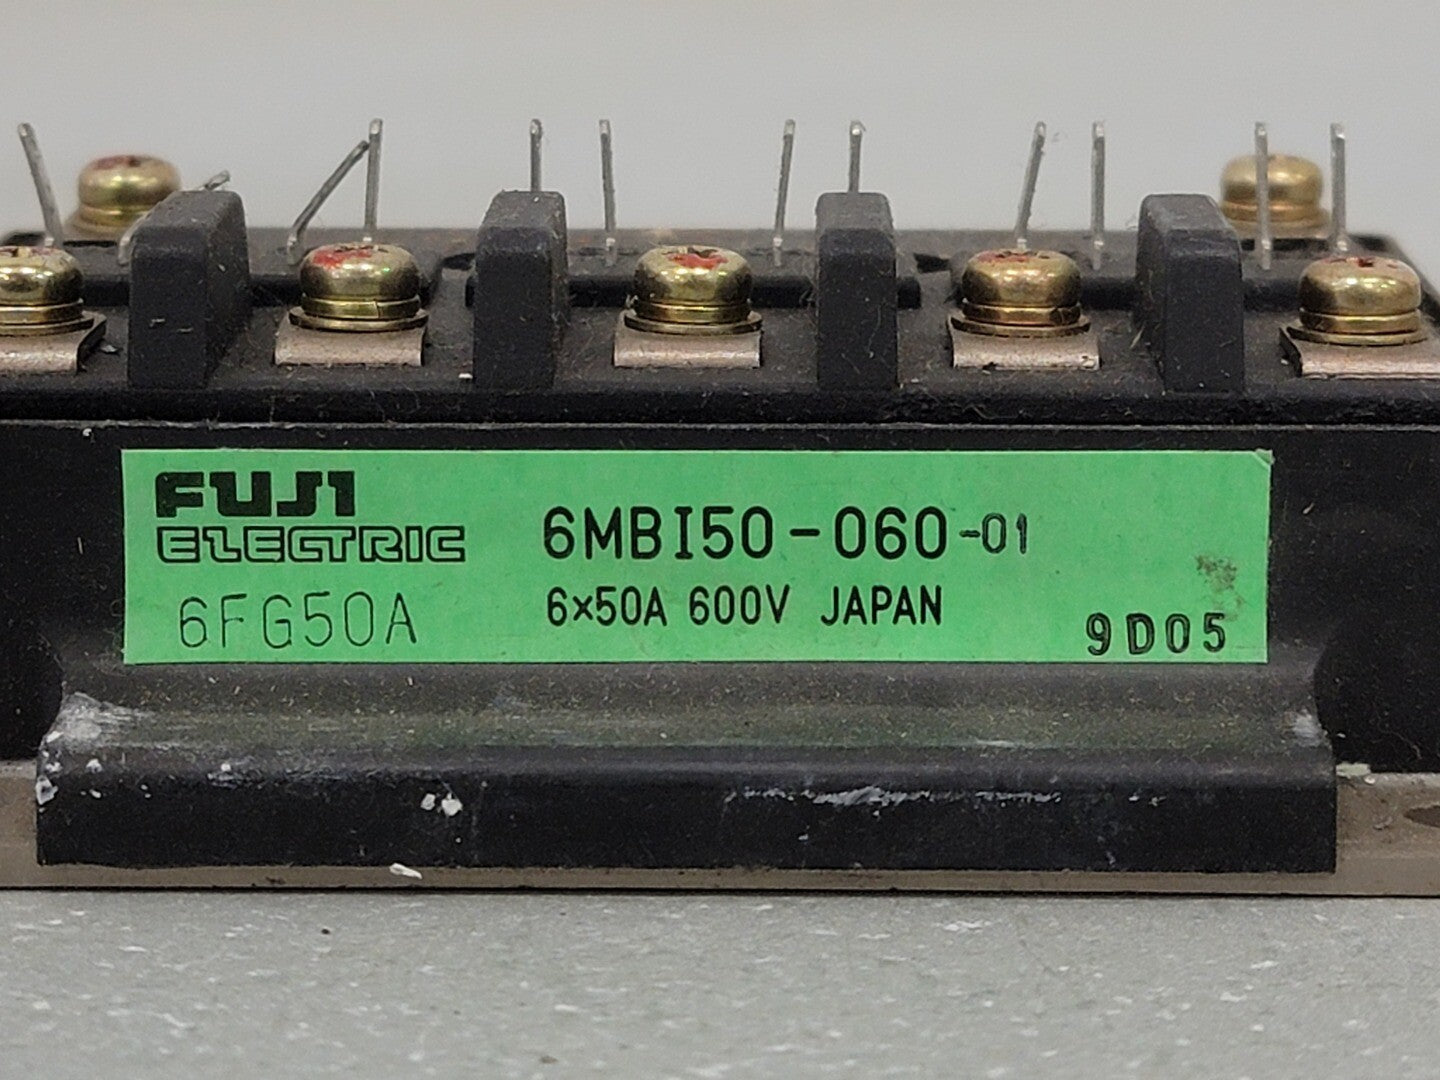 FUJI
ELECTRIC
6MBI50-060-01
6FG50A
6×50A 600V JAPAN
9D05